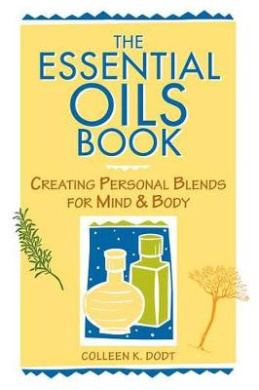 THE
ESSENTIAL
OILS
BOOK
CREATING PERSONAL BLENDS
FOR MIND & BODY
COLLEEN K. DODT